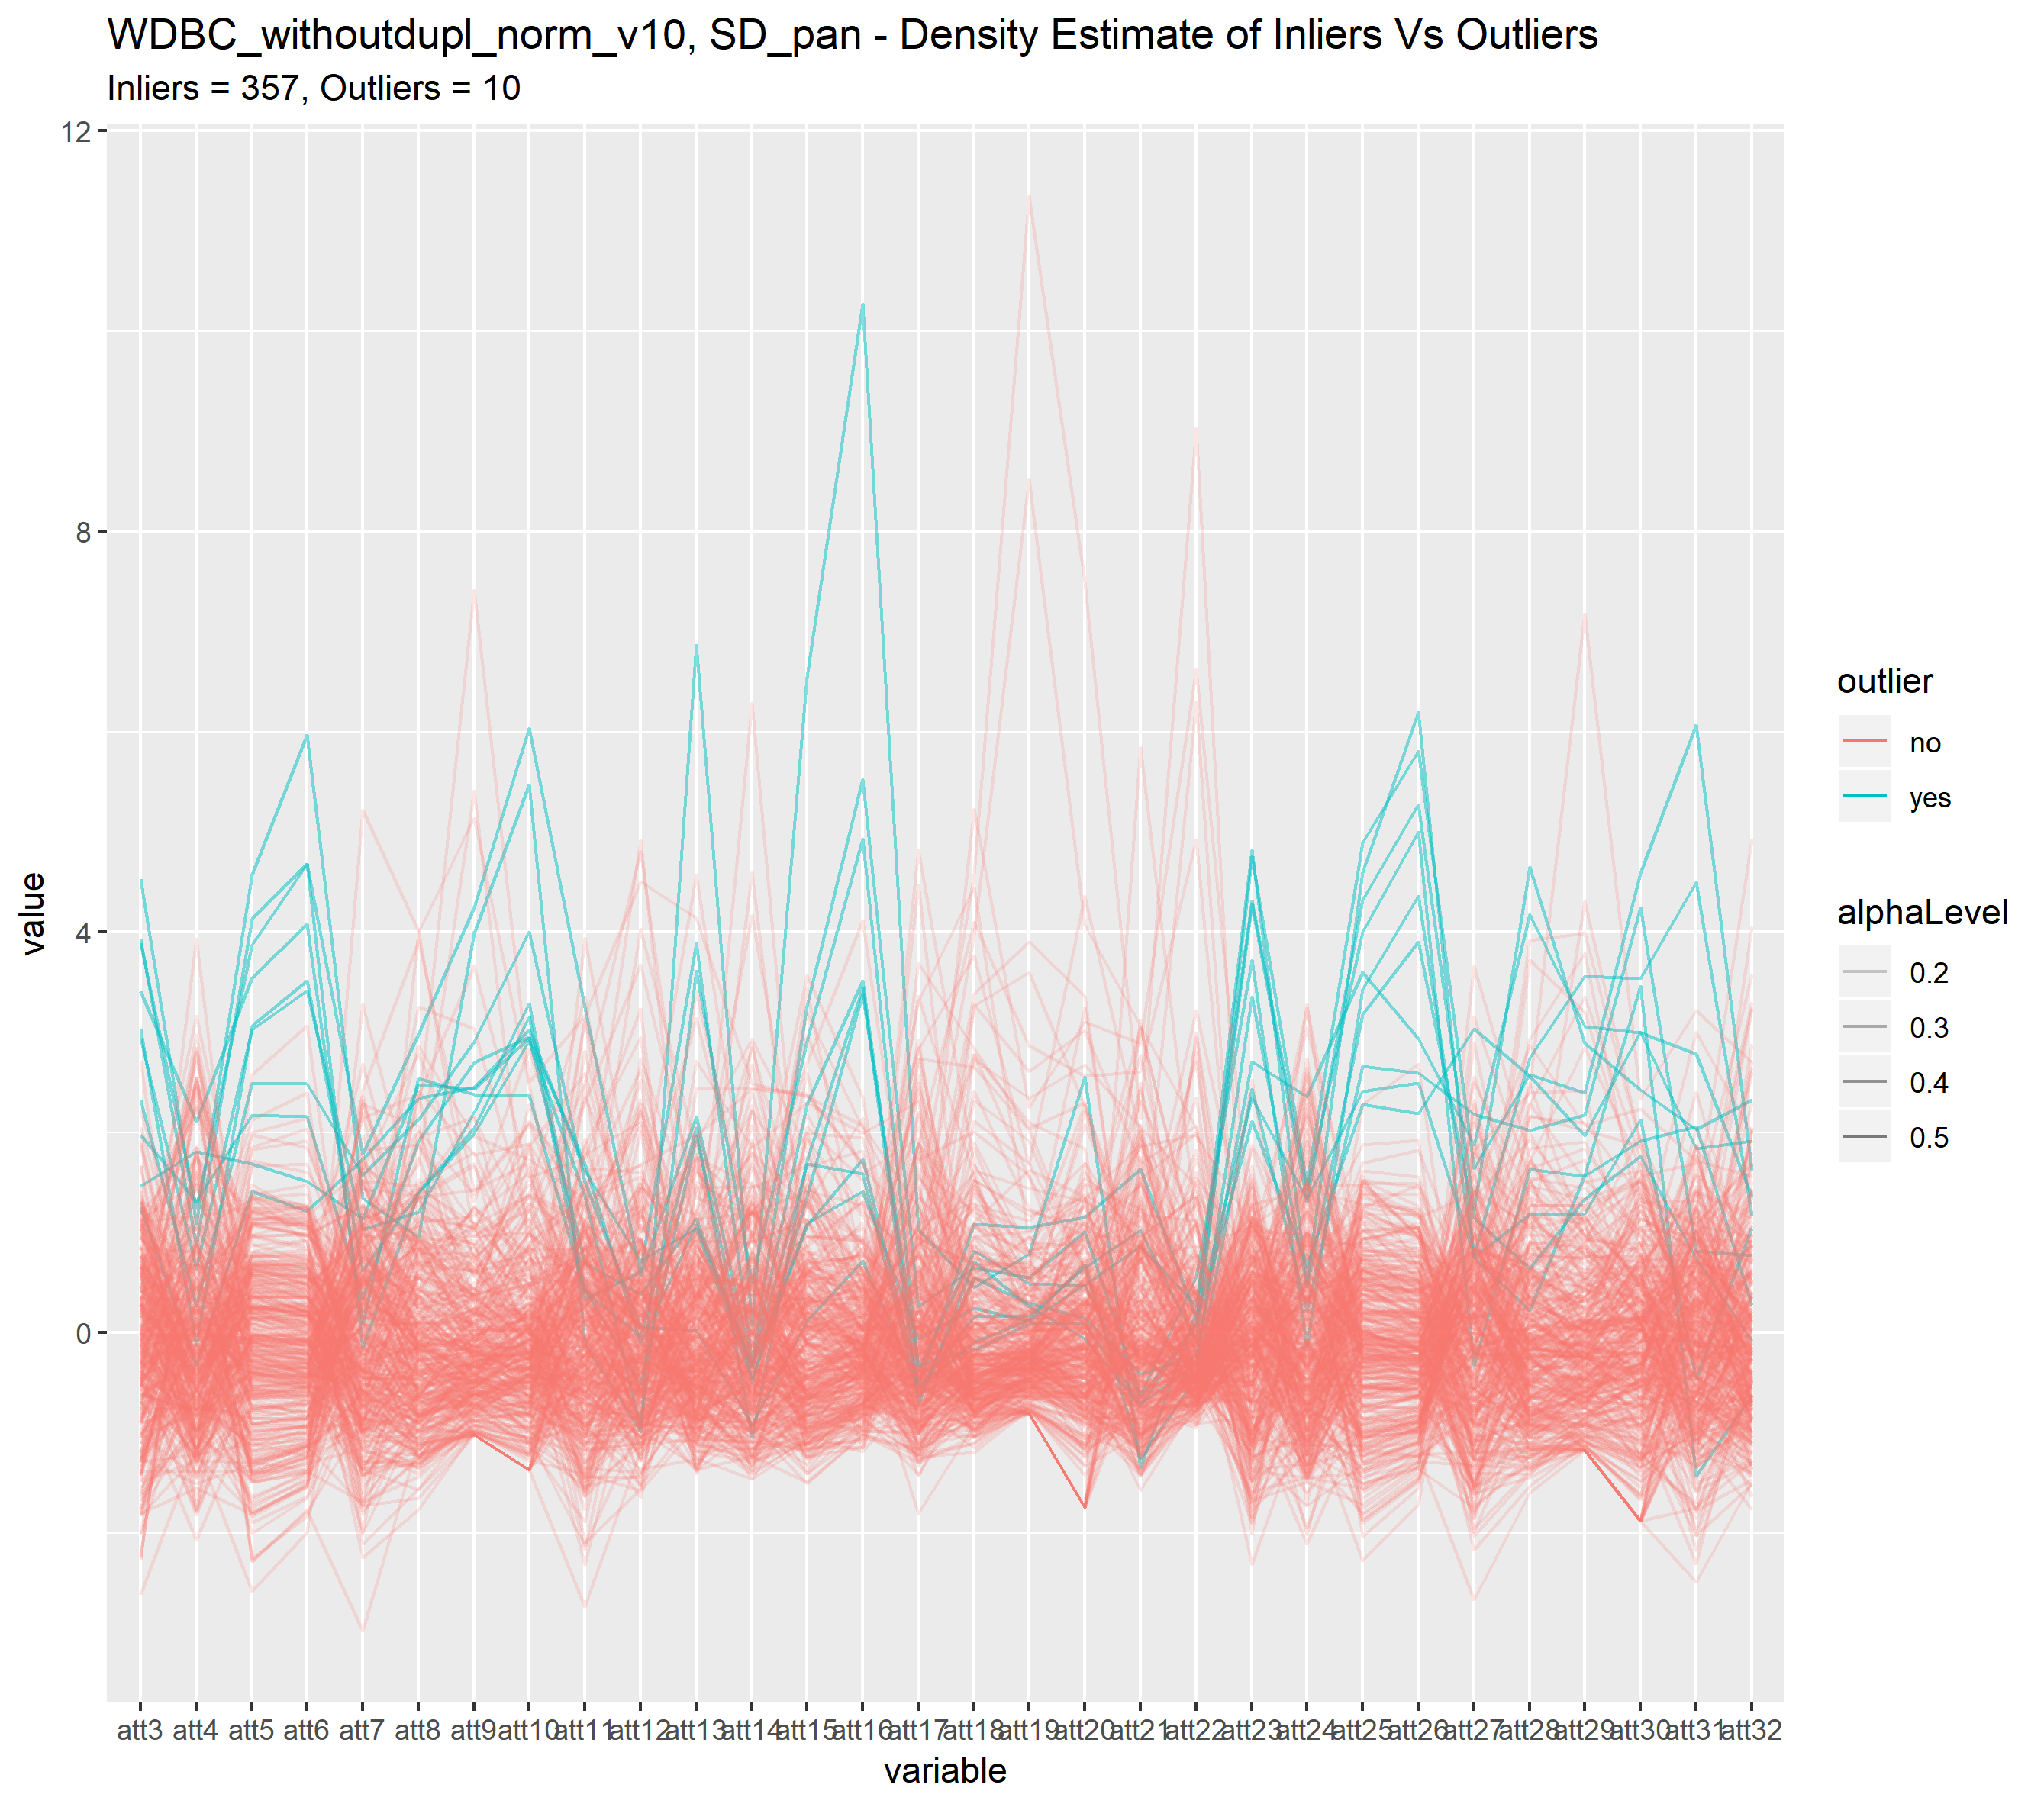 WDBC_withoutdupl_norm_v10, SD_pan - Density Estimate of Inliers Vs Outliers
Inliers = 357, Outliers = 10
12
8
4
0
value
att3 att4 att5 att6 att7 att8 att9 att10 att11 att12 att13 att14 att15 att16 att17 att18 att19 att20 att21 att22 att23 att24 att25 att26 att27 att28 att29 att30 att31 att32
variable
outlier
no
yes
alphaLevel
0.2
0.3
0.4
0.5